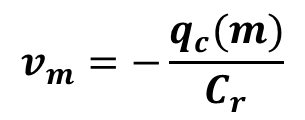 v_m = − q_c(m) / C_r